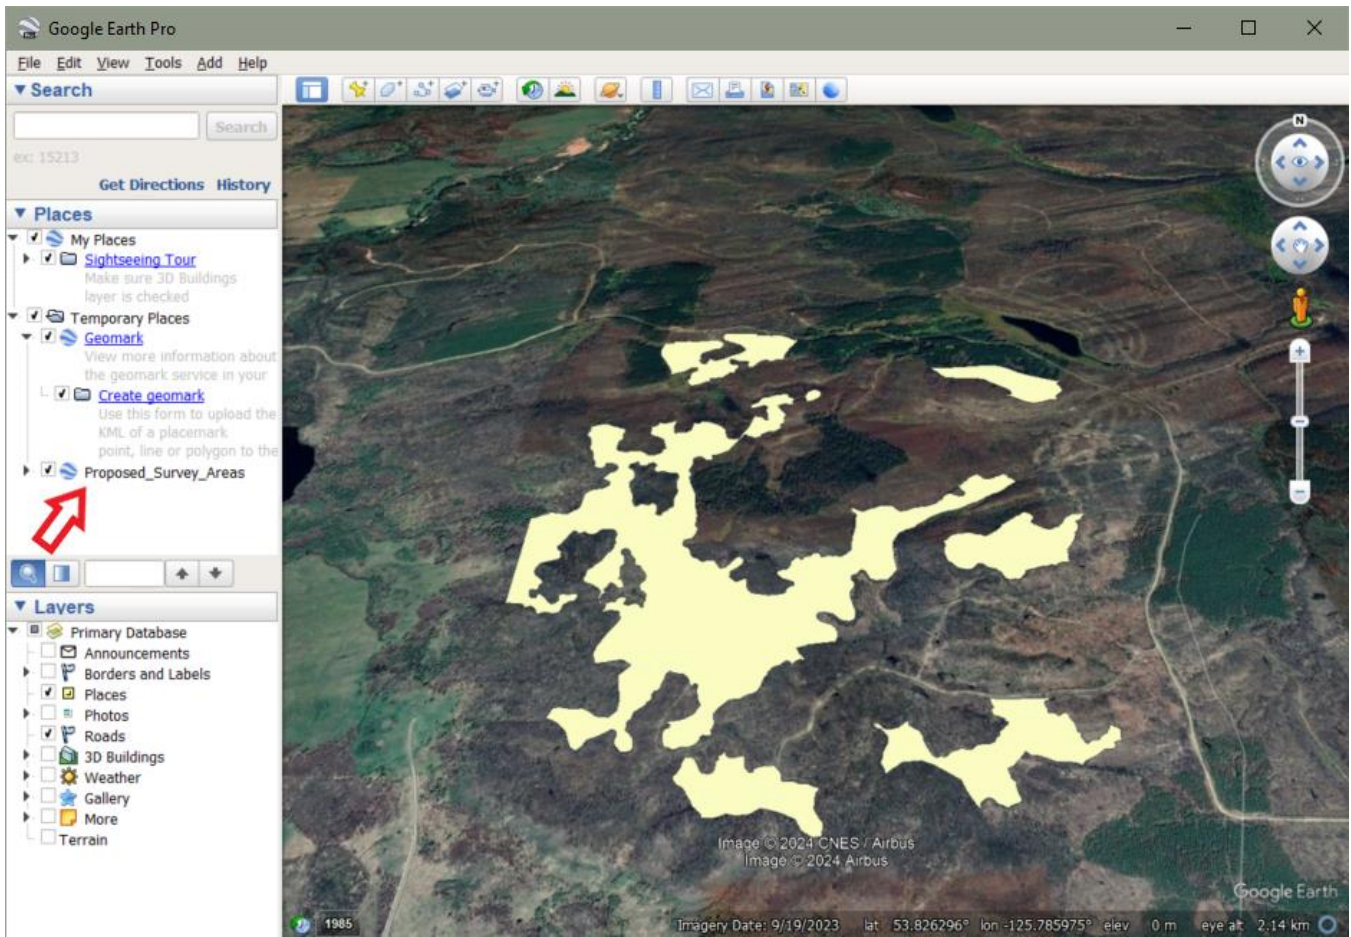 Google Earth Pro
File Edit View Tools Add Help
Search
Search
ex: 15213
Get Directions History
Places
My Places
Sightseeing Tour
Make sure 3D Buildings
layer is checked
Temporary Places
Geomark
View more information about
the geomark service in your
Create geomark
Use this form to upload the
KML of a placemark
point, line or polygon to the
Proposed_Survey_Areas
Layers
Primary Database
Announcements
Borders and Labels
Places
Photos
Roads
3D Buildings
Weather
Gallery
More
Terrain
N
Image © 2024 CNES / Airbus
Image © 2024 Airbus
Google Earth
1985
Imagery Date: 9/19/2023 lat 53.826296° lon -125.785975° elev 0 m eye alt 2.14 km